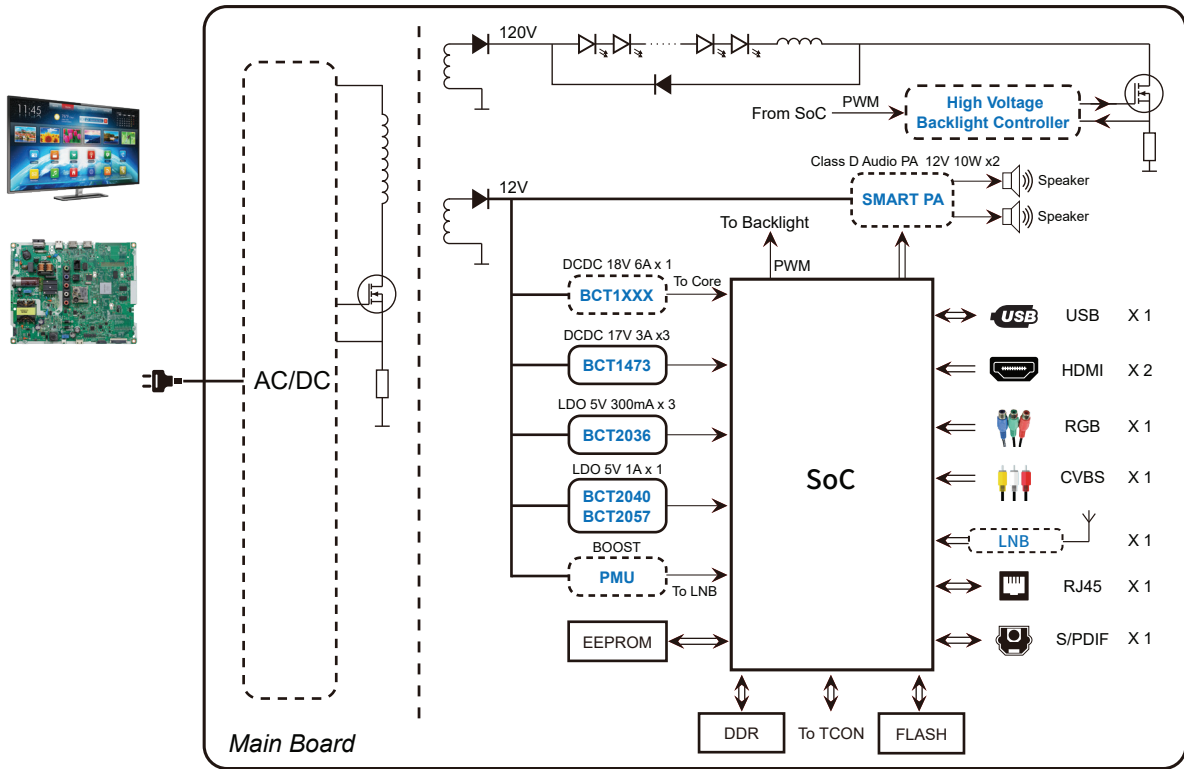 120V
From SoC
PWM
High Voltage
Backlight Controller
11:45
Class D Audio PA 12V 10W x2
12V
SMART PA
Speaker
Speaker
To Backlight
PWM
DCDC 18V 6A x 1
To Core
BCT1XXX
DCDC 17V 3A x3
BCT1473
LDO 5V 300mA x 3
BCT2036
LDO 5V 1A x 1
BCT2040
BCT2057
BOOST
PMU
To LNB
EEPROM
AC/DC
SoC
USB USB X 1
HDMI X 2
RGB X 1
CVBS X 1
LNB X 1
RJ45 X 1
S/PDIF X 1
DDR
To TCON
FLASH
Main Board